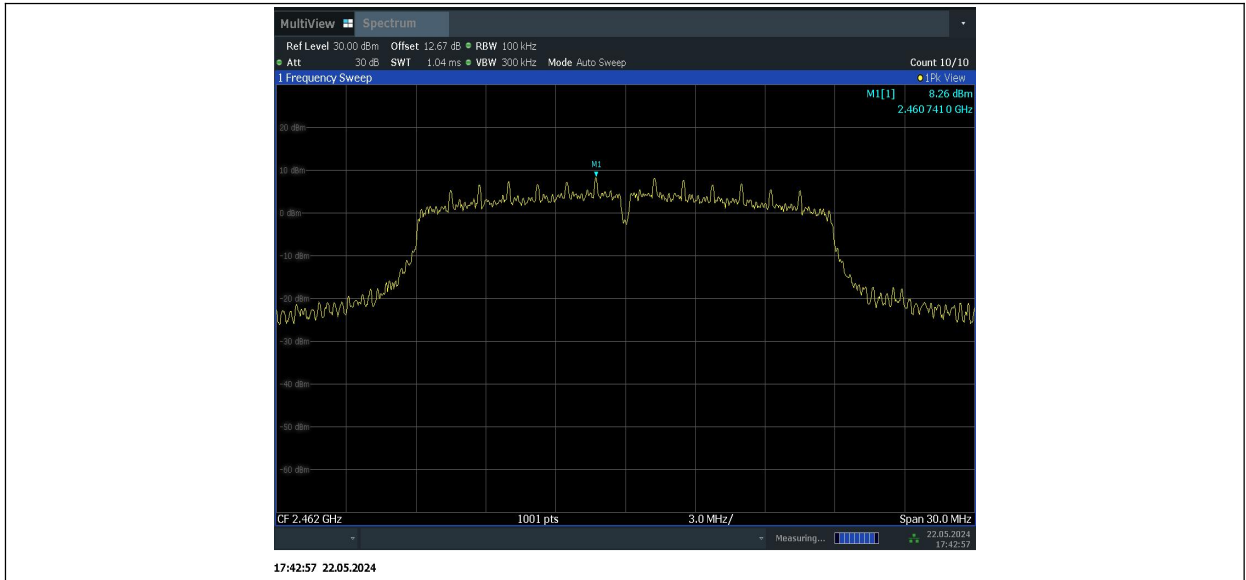 MultiView Spectrum
Ref Level 30.00 dBm Offset 12.67 dB RBW 100 kHz
Att 30 dB SWT 1.04 ms VBW 300 kHz Mode Auto Sweep Count 10/10
1 Frequency Sweep 1Pk View
M1[1] 8.26 dBm
2.460 741 0 GHz
20 dBm
M1
10 dBm
0 dBm
-10 dBm
-20 dBm
-30 dBm
-40 dBm
-50 dBm
-60 dBm
CF 2.462 GHz 1001 pts 3.0 MHz/ Span 30.0 MHz
Measuring... 22.05.2024
17:42:57
17:42:57 22.05.2024